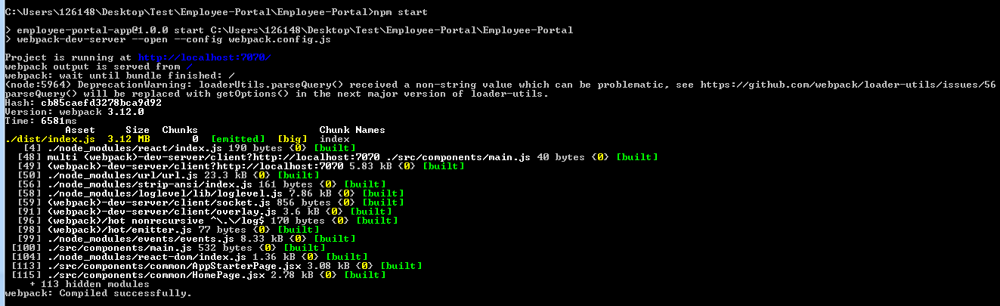 C:\Users\126148\Desktop\Test\Employee-Portal\Employee-Portal>npm start
> employee-portal-app@1.0.0 start C:\Users\126148\Desktop\Test\Employee-Portal\Employee-Portal
> webpack-dev-server --open --config webpack.config.js
Project is running at http://localhost:7070/
webpack output is served from /
webpack: wait until bundle finished: /
(node:5964) DeprecationWarning: loaderUtils.parseQuery() received a non-string value which can be problematic, see https://github.com/webpack/loader-utils/issues/56
parseQuery() will be replaced with getOptions() in the next major version of loader-utils.
Hash: cb85caefd3278bca9d92
Version: webpack 3.12.0
Time: 6581ms
Asset Size Chunks Chunk Names
./dist/index.js 3.12 MB 0 [emitted] [big] index
[4] ./node_modules/react/index.js 190 bytes {0} [built]
[48] multi (webpack)-dev-server/client?http://localhost:7070 ./src/components/main.js 40 bytes {0} [built]
[49] (webpack)-dev-server/client?http://localhost:7070 5.83 kB {0} [built]
[50] ./node_modules/url/url.js 23.3 kB {0} [built]
[56] ./node_modules/strip-ansi/index.js 161 bytes {0} [built]
[58] ./node_modules/loglevel/lib/loglevel.js 7.86 kB {0} [built]
[59] (webpack)-dev-server/client/socket.js 856 bytes {0} [built]
[91] (webpack)-dev-server/client/overlay.js 3.6 kB {0} [built]
[96] (webpack)/hot nonrecursive ^\.\/log$ 170 bytes {0} [built]
[98] (webpack)/hot/emitter.js 77 bytes {0} [built]
[99] ./node_modules/events/events.js 8.33 kB {0} [built]
[100] ./src/components/main.js 532 bytes {0} [built]
[104] ./node_modules/react-dom/index.js 1.36 kB {0} [built]
[113] ./src/components/common/AppStarterPage.jsx 3.08 kB {0} [built]
[115] ./src/components/common/HomePage.jsx 2.78 kB {0} [built]
+ 113 hidden modules
webpack: Compiled successfully.